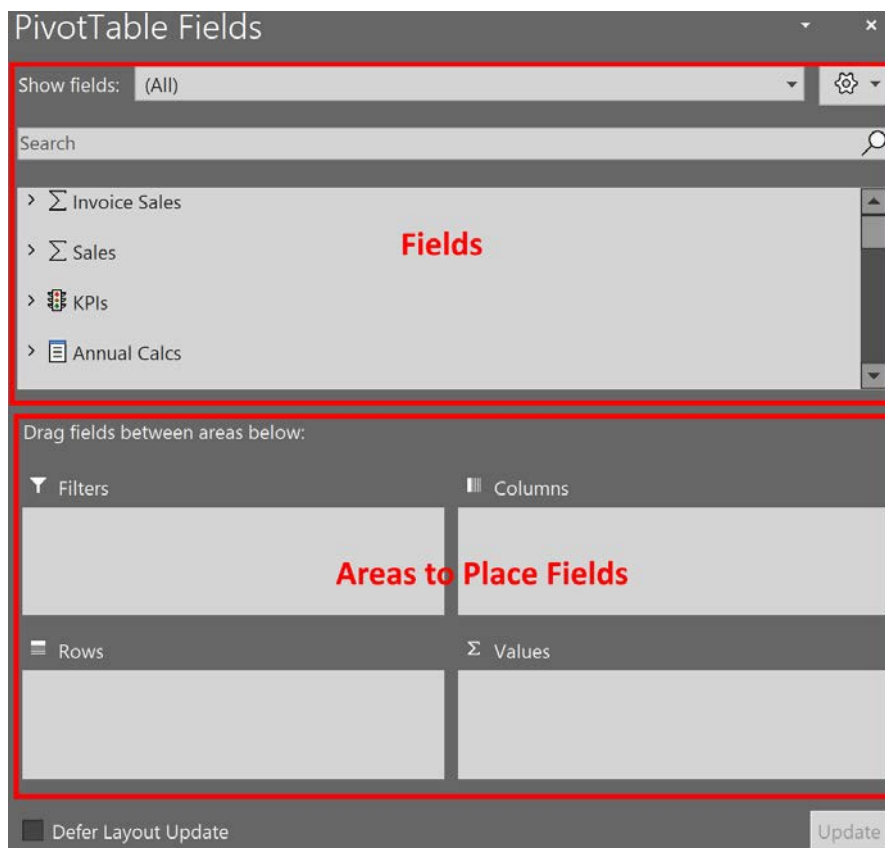 PivotTable Fields
Show fields: (All)
Search
Invoice Sales
Sales
Fields
KPIs
Annual Calcs
Drag fields between areas below:
Filters
Columns
Areas to Place Fields
Rows
Σ Values
Defer Layout Update
Update